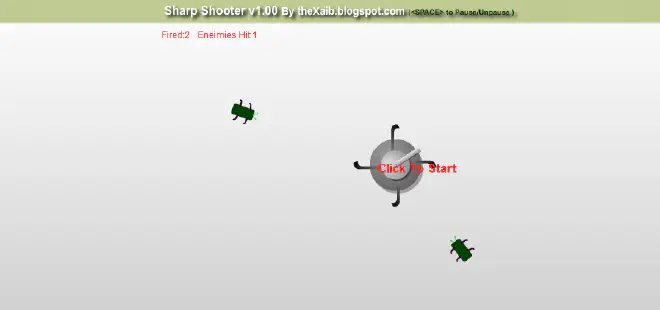 Sharp Shooter v1.00 By theXaib.blogspot.com (<SPACE> to Pause/Unpause )
Fired:2 Eneimies Hit 1
Click To Start